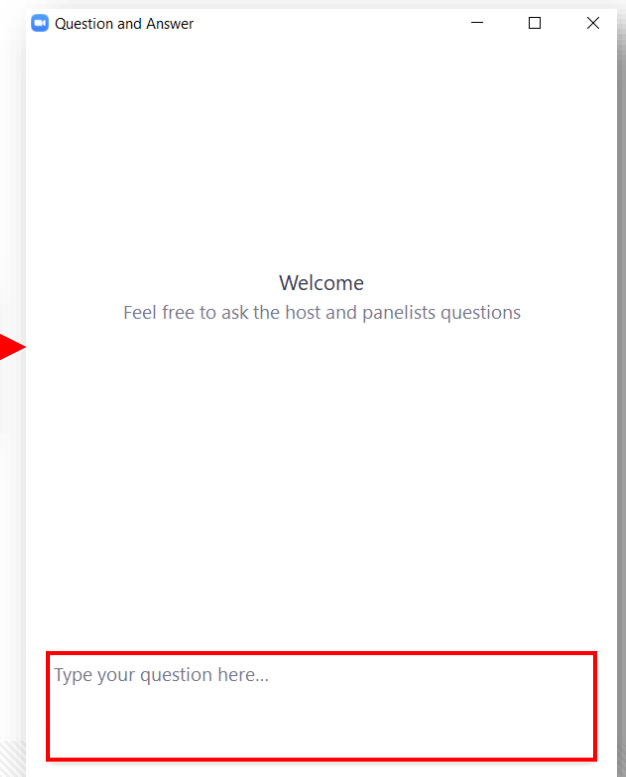 Question and Answer
Welcome
Feel free to ask the host and panelists questions
Type your question here...